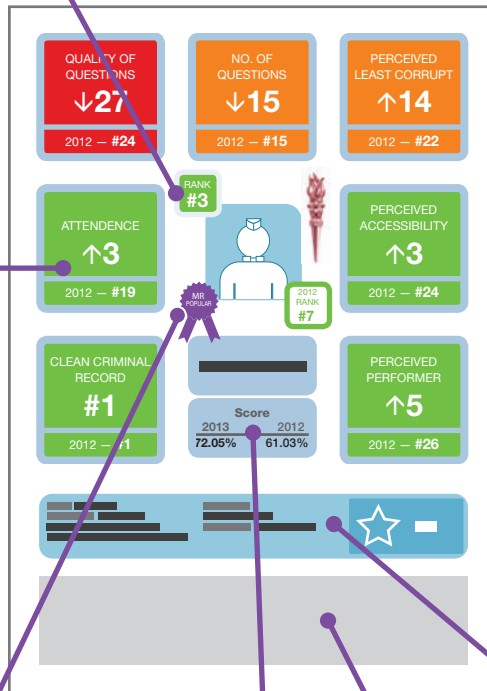 QUALITY OF
QUESTIONS
↓27
2012 — #24
NO. OF
QUESTIONS
↓15
2012 — #15
PERCEIVED
LEAST CORRUPT
↑14
2012 — #22
ATTENDENCE
↑3
2012 — #19
RANK
#3
MR
POPULAR
2012
RANK
#7
PERCEIVED
ACCESSIBILITY
↑3
2012 — #24
CLEAN CRIMINAL
RECORD
#1
2012 — #1
Score
2013 2012
72.05% 61.03%
PERCEIVED
PERFORMER
↑5
2012 — #26